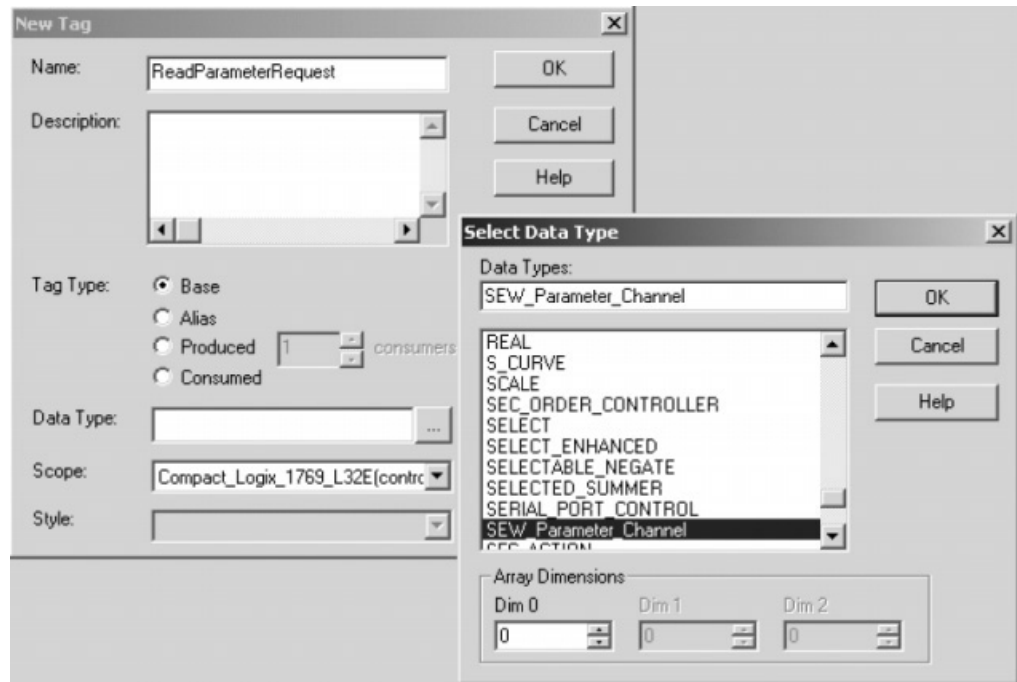 New Tag
Name:
ReadParameterRequest
OK
Description:
Cancel
Help
Tag Type:
Base
Alias
Produced
1
consumers
Consumed
Data Type:
...
Scope:
Compact_Logix_1769_L32E(contrc
Style:
Select Data Type
Data Types:
SEW_Parameter_Channel
OK
REAL
S_CURVE
SCALE
SEC_ORDER_CONTROLLER
SELECT
SELECT_ENHANCED
SELECTABLE_NEGATE
SELECTED_SUMMER
SERIAL_PORT_CONTROL
SEW_Parameter_Channel
SFC_ACTION
Cancel
Help
Array Dimensions
Dim 0
Dim 1
Dim 2
0
0
0